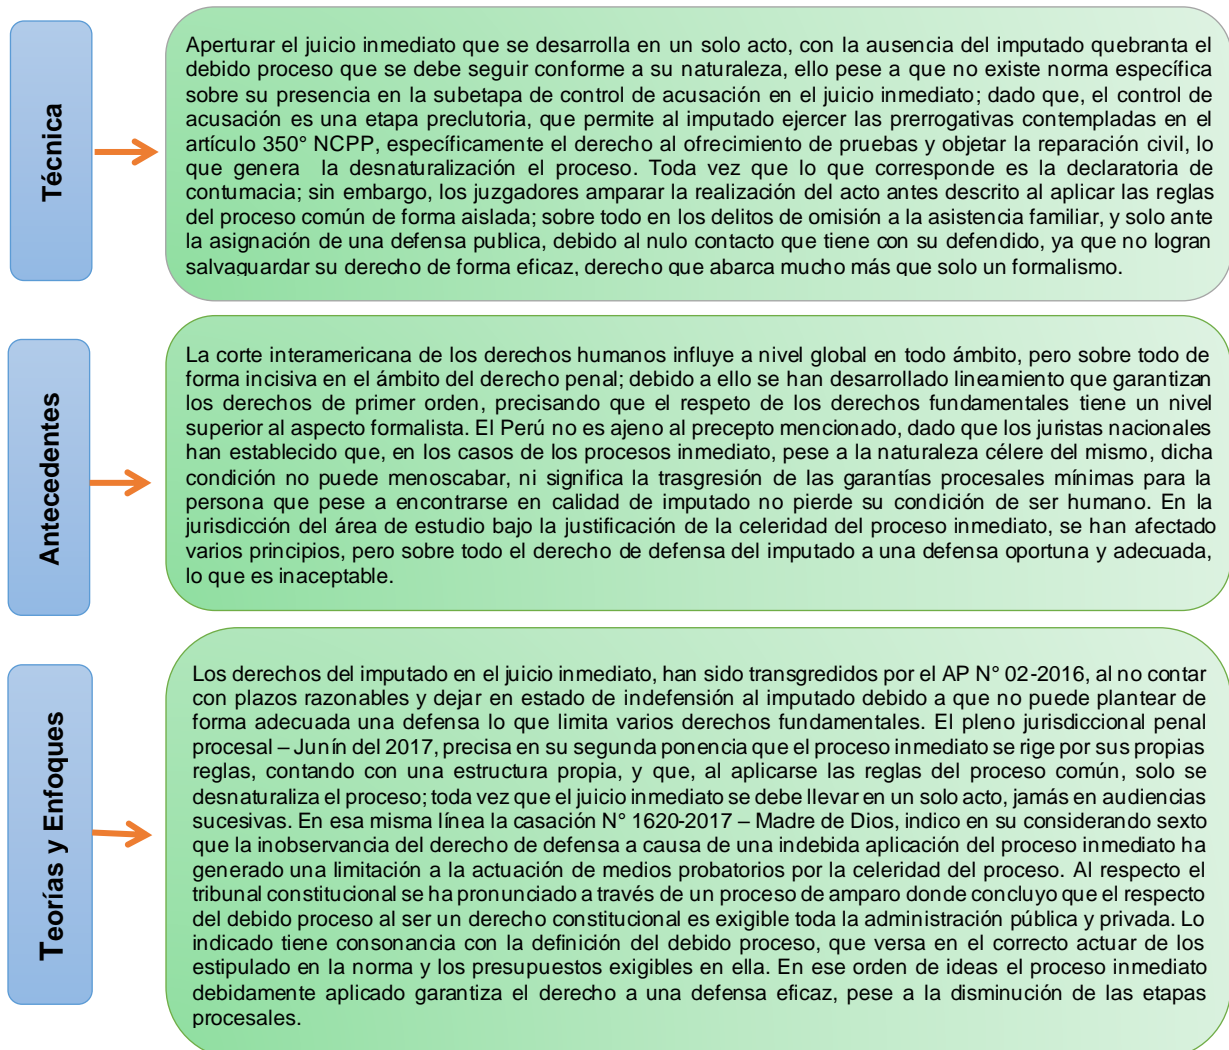 Técnica
Aperturar el juicio inmediato que se desarrolla en un solo acto, con la ausencia del imputado quebranta el
debido proceso que se debe seguir conforme a su naturaleza, ello pese a que no existe norma específica
sobre su presencia en la subetapa de control de acusación en el juicio inmediato; dado que, el control de
acusación es una etapa preclutoria, que permite al imputado ejercer las prerrogativas contempladas en el
artículo 350° NCPP, específicamente el derecho al ofrecimiento de pruebas y objetar la reparación civil, lo
que genera la desnaturalización el proceso. Toda vez que lo que corresponde es la declaratoria de
contumacia; sin embargo, los juzgadores amparar la realización del acto antes descrito al aplicar las reglas
del proceso común de forma aislada; sobre todo en los delitos de omisión a la asistencia familiar, y solo ante
la asignación de una defensa publica, debido al nulo contacto que tiene con su defendido, ya que no logran
salvaguardar su derecho de forma eficaz, derecho que abarca mucho más que solo un formalismo.
Antecedentes
La corte interamericana de los derechos humanos influye a nivel global en todo ámbito, pero sobre todo de
forma incisiva en el ámbito del derecho penal; debido a ello se han desarrollado lineamiento que garantizan
los derechos de primer orden, precisando que el respeto de los derechos fundamentales tiene un nivel
superior al aspecto formalista. El Perú no es ajeno al precepto mencionado, dado que los juristas nacionales
han establecido que, en los casos de los procesos inmediato, pese a la naturaleza célere del mismo, dicha
condición no puede menoscabar, ni significa la trasgresión de las garantías procesales mínimas para la
persona que pese a encontrarse en calidad de imputado no pierde su condición de ser humano. En la
jurisdicción del área de estudio bajo la justificación de la celeridad del proceso inmediato, se han afectado
varios principios, pero sobre todo el derecho de defensa del imputado a una defensa oportuna y adecuada,
lo que es inaceptable.
Teorías y Enfoques
Los derechos del imputado en el juicio inmediato, han sido transgredidos por el AP N° 02-2016, al no contar
con plazos razonables y dejar en estado de indefensión al imputado debido a que no puede plantear de
forma adecuada una defensa lo que limita varios derechos fundamentales. El pleno jurisdiccional penal
procesal – Junín del 2017, precisa en su segunda ponencia que el proceso inmediato se rige por sus propias
reglas, contando con una estructura propia, y que, al aplicarse las reglas del proceso común, solo se
desnaturaliza el proceso; toda vez que el juicio inmediato se debe llevar en un solo acto, jamás en audiencias
sucesivas. En esa misma línea la casación N° 1620-2017 – Madre de Dios, indico en su considerando sexto
que la inobservancia del derecho de defensa a causa de una indebida aplicación del proceso inmediato ha
generado una limitación a la actuación de medios probatorios por la celeridad del proceso. Al respecto el
tribunal constitucional se ha pronunciado a través de un proceso de amparo donde concluyo que el respecto
del debido proceso al ser un derecho constitucional es exigible toda la administración pública y privada. Lo
indicado tiene consonancia con la definición del debido proceso, que versa en el correcto actuar de los
estipulado en la norma y los presupuestos exigibles en ella. En ese orden de ideas el proceso inmediato
debidamente aplicado garantiza el derecho a una defensa eficaz, pese a la disminución de las etapas
procesales.